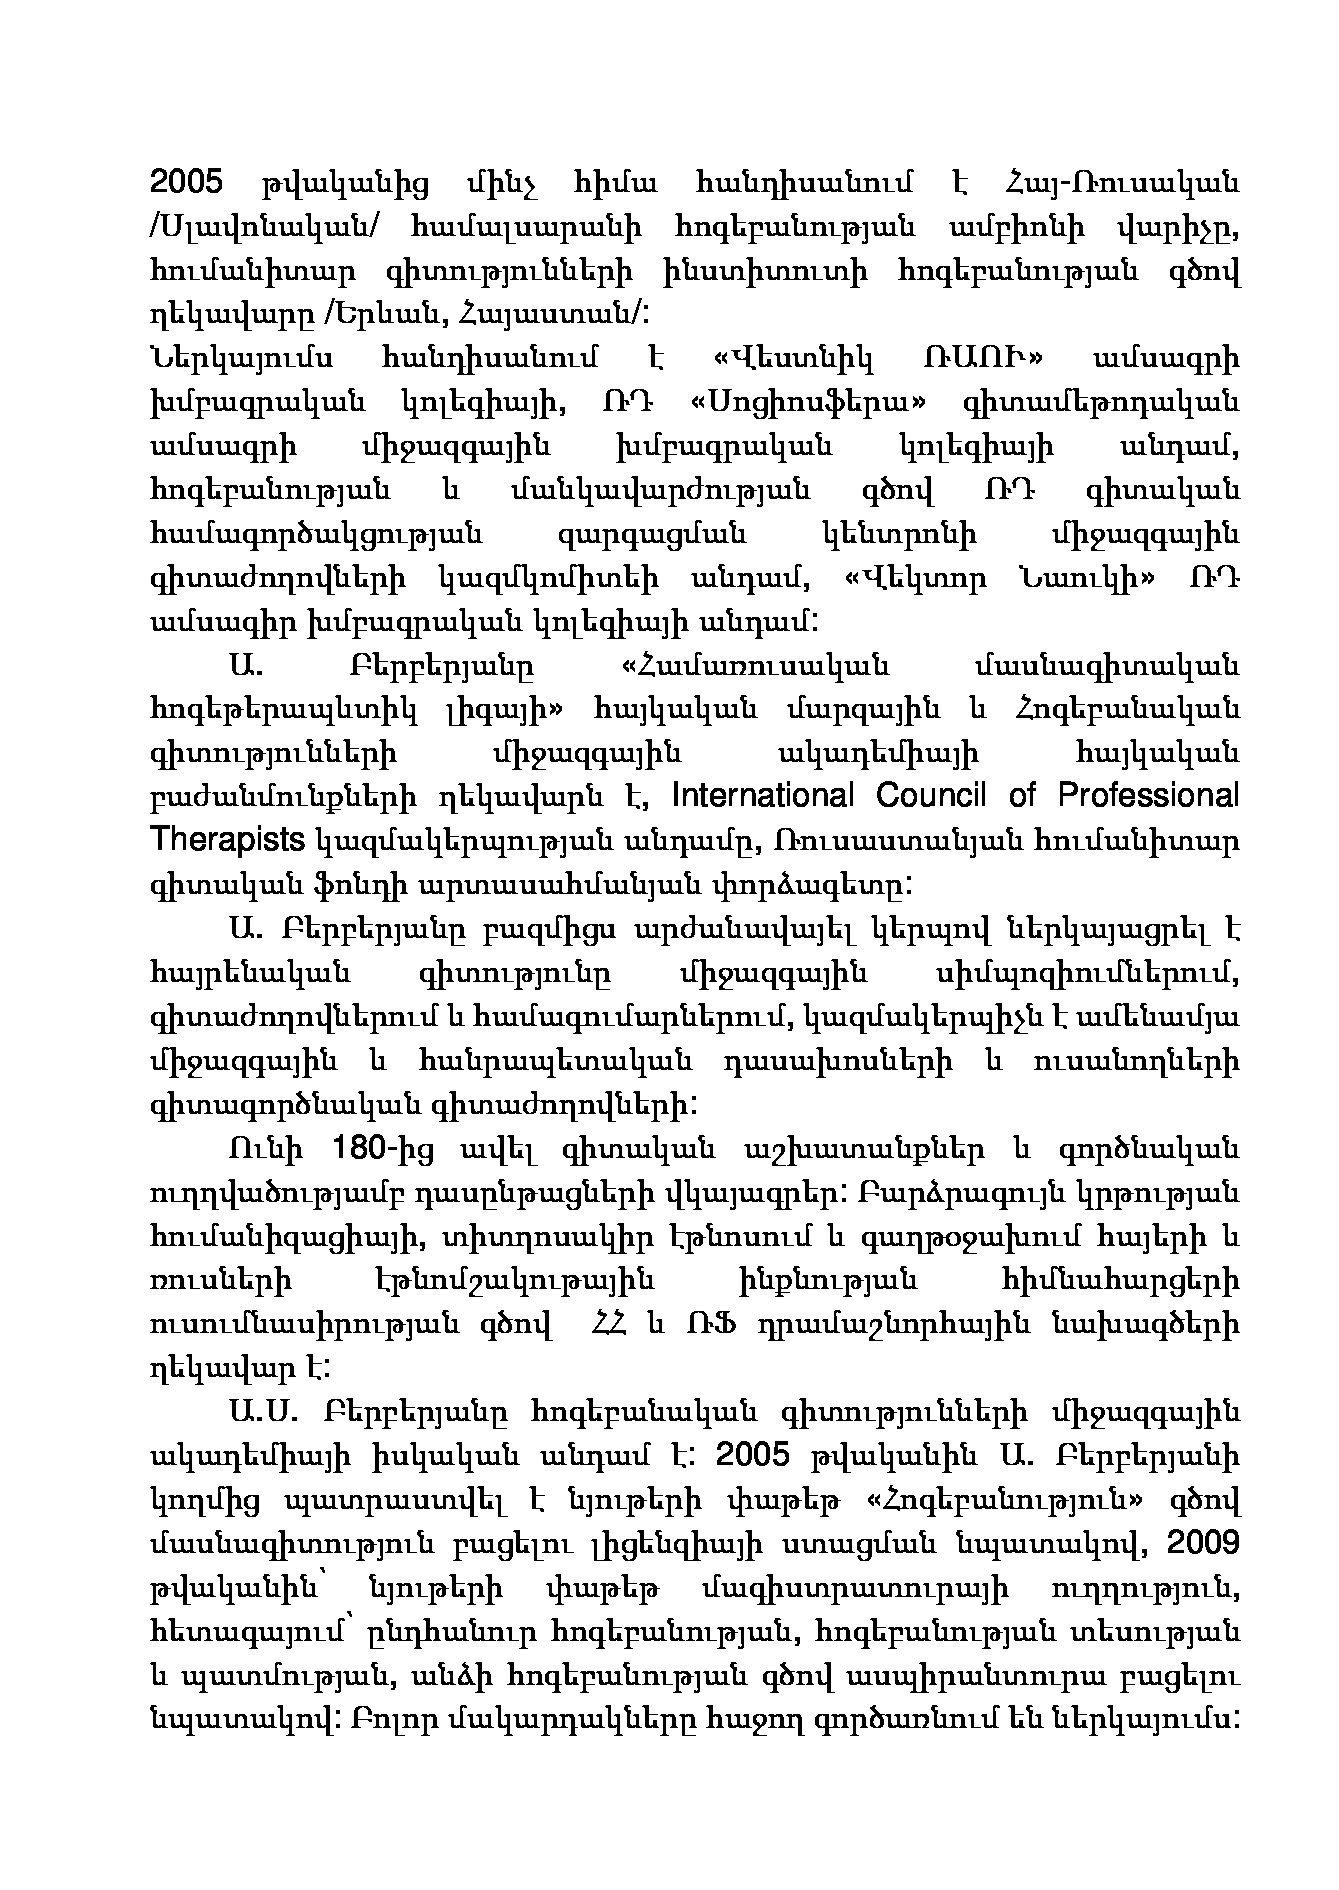 2005 թվականից մինչ հիմա հանդիսանում է Հայ-Ռուսական
/Սլավոնական/ համալսարանի հոգեբանության ամբիոնի վարիչը,
հումանիտար գիտությունների ինստիտուտի հոգեբանության գծով
ղեկավարը /Երևան, Հայաստան/:
Ներկայումս հանդիսանում է «Վեստնիկ ՌԱՈՒ» ամսագրի
խմբագրական կոլեգիայի, ՌԴ «Սոցիոսֆերա» գիտամեթոդական
ամսագրի միջազգային խմբագրական կոլեգիայի անդամ,
հոգեբանության և մանկավարժության գծով ՌԴ գիտական
համագործակցության զարգացման կենտրոնի միջազգային
գիտաժողովների կազմկոմիտեի անդամ, «Վեկտոր Նաուկի» ՌԴ
ամսագիր խմբագրական կոլեգիայի անդամ:
Ա. Բերբերյանը «Համառուսական մասնագիտական
հոգեթերապևտիկ լիգայի» հայկական մարզային և Հոգեբանական
գիտությունների միջազգային ակադեմիայի հայկական
բաժանմունքների ղեկավարն է, International Council of Professional
Therapists կազմակերպության անդամը, Ռուսաստանյան հումանիտար
գիտական ֆոնդի արտասահմանյան փորձագետը:
Ա. Բերբերյանը բազմիցս արժանավայել կերպով ներկայացրել է
հայրենական գիտությունը միջազգային սիմպոզիումներում,
գիտաժողովներում և համագումարներում, կազմակերպիչն է ամենամյա
միջազգային և հանրապետական դասախոսների և ուսանողների
գիտագործնական գիտաժողովների:
Ունի 180-ից ավել գիտական աշխատանքներ և գործնական
ուղղվածությամբ դասընթացների վկայագրեր: Բարձրագույն կրթության
հումանիզացիայի, տիտղոսակիր էթնոսում և գաղթօջախում հայերի և
ռուսների էթնոմշակութային ինքնության հիմնահարցերի
ուսումնասիրության գծով ՀՀ և ՌՖ դրամաշնորհային նախագծերի
ղեկավար է:
Ա.Ս. Բերբերյանը հոգեբանական գիտությունների միջազգային
ակադեմիայի իսկական անդամ է: 2005 թվականին Ա. Բերբերյանի
կողմից պատրաստվել է նյութերի փաթեթ «Հոգեբանություն» գծով
մասնագիտություն բացելու լիցենզիայի ստացման նպատակով, 2009
թվականին՝ նյութերի փաթեթ մագիստրատուրայի ուղղություն,
հետագայում՝ ընդհանուր հոգեբանության, հոգեբանության տեսության
և պատմության, անձի հոգեբանության գծով ասպիրանտուրա բացելու
նպատակով: Բոլոր մակարդակները հաջող գործառնում են ներկայումս: